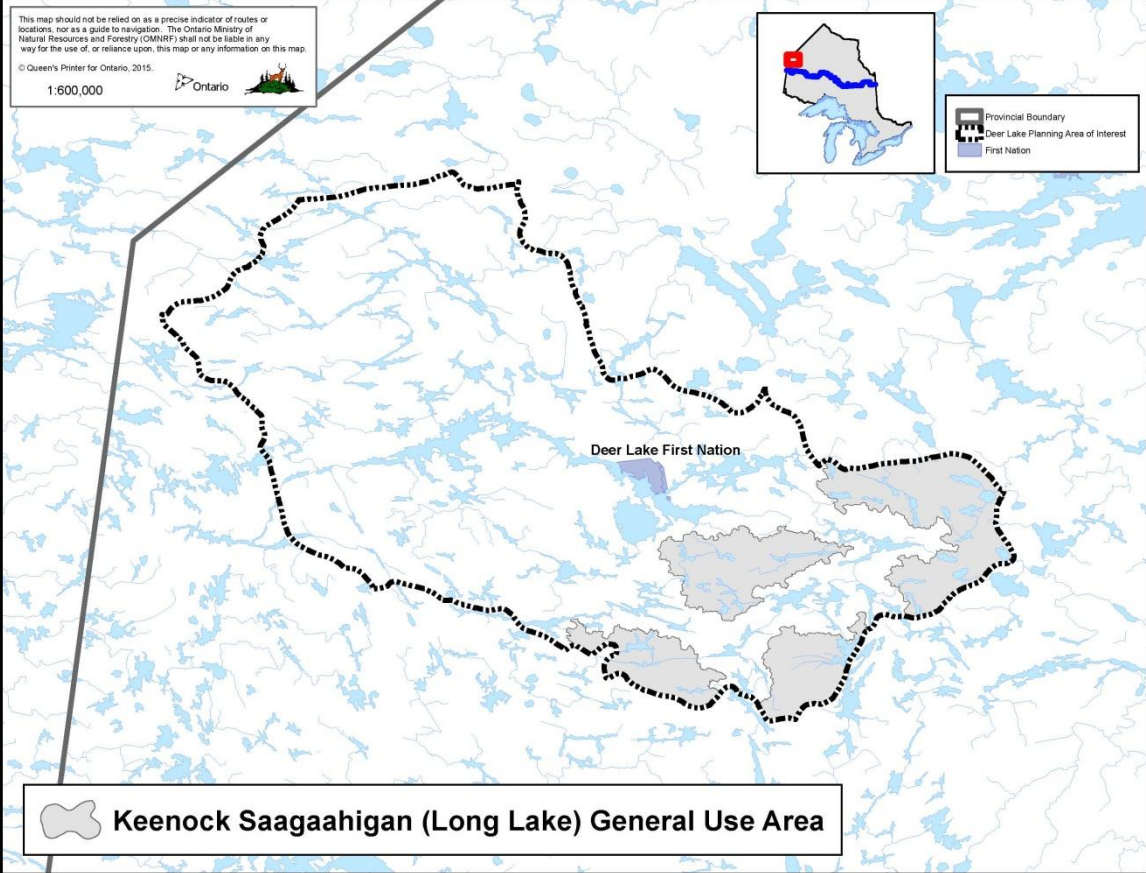 This map should not be relied on as a precise indicator of routes or
locations, nor as a guide to navigation. The Ontario Ministry of
Natural Resources and Forestry (OMNRF) shall not be liable in any
way for the use of, or reliance upon, this map or any information on this map.
© Queen's Printer for Ontario, 2015.
1:600,000
Ontario
Provincial Boundary
Deer Lake Planning Area of Interest
First Nation
Deer Lake First Nation
Keenock Saagaahigan (Long Lake) General Use Area